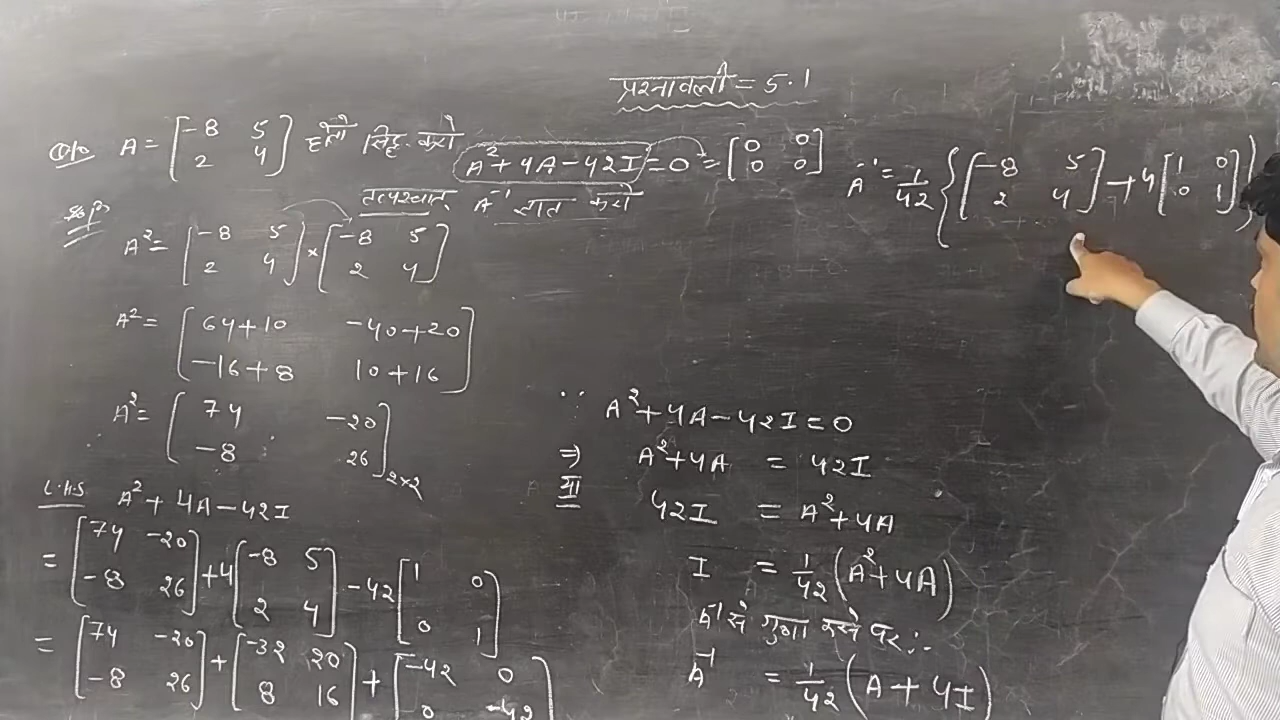 प्रश्नावली = 5.1
A = [-8 5
2 4] हो तो सिद्ध करो A²+4A-42I = 0 = [0 0
0 0]
तत्पश्चात् A⁻¹ ज्ञात करो
A² = [-8 5
2 4] × [-8 5
2 4]
A² = [64+10 -40+20
-16+8 10+16]
A² = [74 -20
-8 26]₂ₓ₂
L.H.S A² + 4A - 42I
= [74 -20
-8 26] + 4[-8 5
2 4] - 42[1 0
0 1]
= [74 -20
-8 26] + [-32 20
8 16] + [-42 0
0 -42
∵ A²+4A-42I = 0
⇒ A²+4A = 42I
या 42I = A²+4A
I = 1/42 (A²+4A)
A⁻¹ से गुणा करने पर :-
A⁻¹ = 1/42 (A + 4I)
A⁻¹ = 1/42 {[-8 5
2 4] + 4[1 0
0 1]}